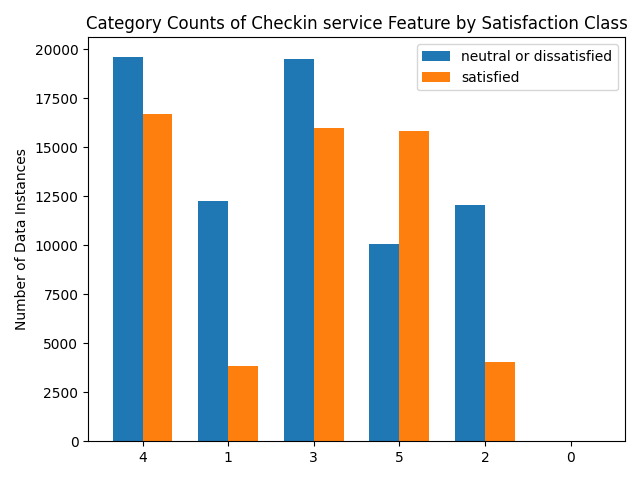 Category Counts of Checkin service Feature by Satisfaction Class
neutral or dissatisfied
satisfied
Number of Data Instances
20000
17500
15000
12500
10000
7500
5000
2500
0
4 1 3 5 2 0